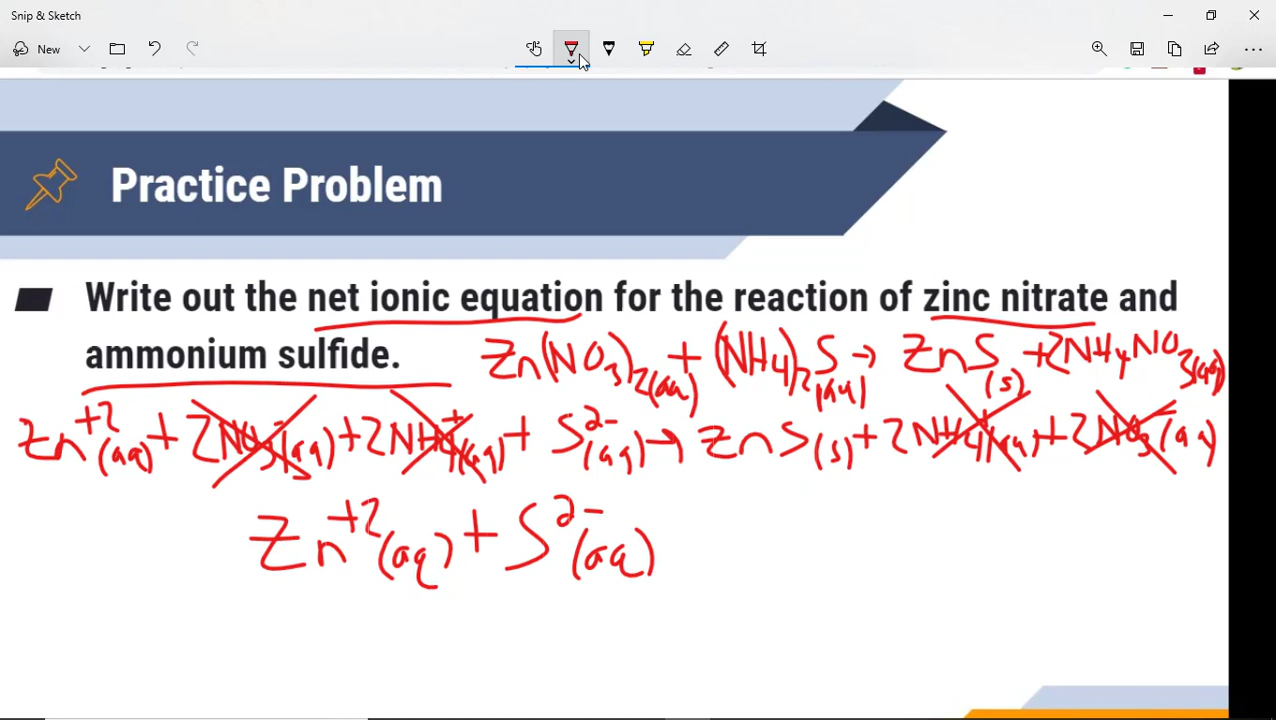 Snip & Sketch
New
Practice Problem
Write out the net ionic equation for the reaction of zinc nitrate and
ammonium sulfide.
Zn(NO3)2(aq) + (NH4)2S(aq) → ZnS(s) + 2NH4NO3(aq)
Zn+2(aq) + 2NO3-(aq) + 2NH4+(aq) + S2-(aq) → ZnS(s) + 2NH4+(aq) + 2NO3-(aq)
Zn+2(aq) + S2-(aq)